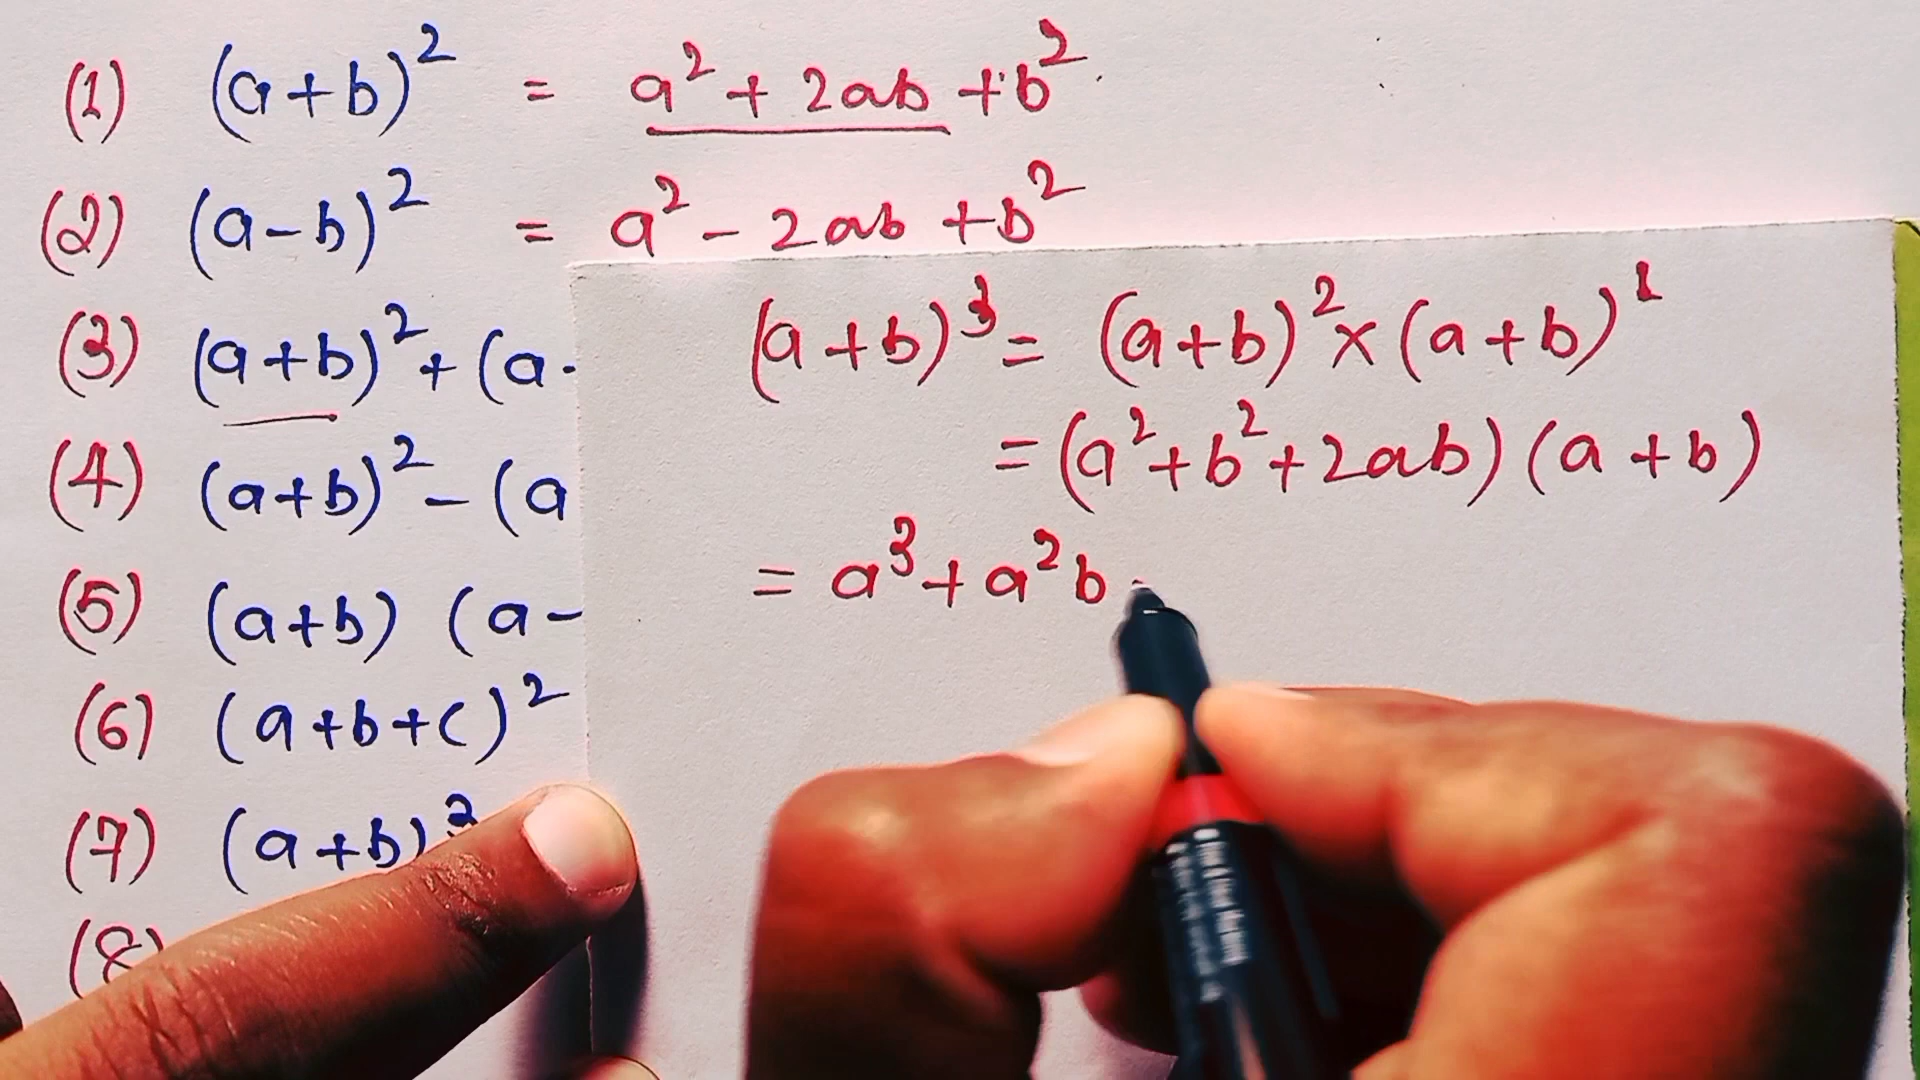 (1) (a+b)² = a² + 2ab + b²
(2) (a-b)² = a² - 2ab + b²
(3) (a+b)² + (a-
(4) (a+b)² - (a
(5) (a+b) (a-
(6) (a+b+c)²
(7) (a+b)³
(8)
(a+b)³ = (a+b)² × (a+b)¹
= (a² + b² + 2ab) (a+b)
= a³ + a²b